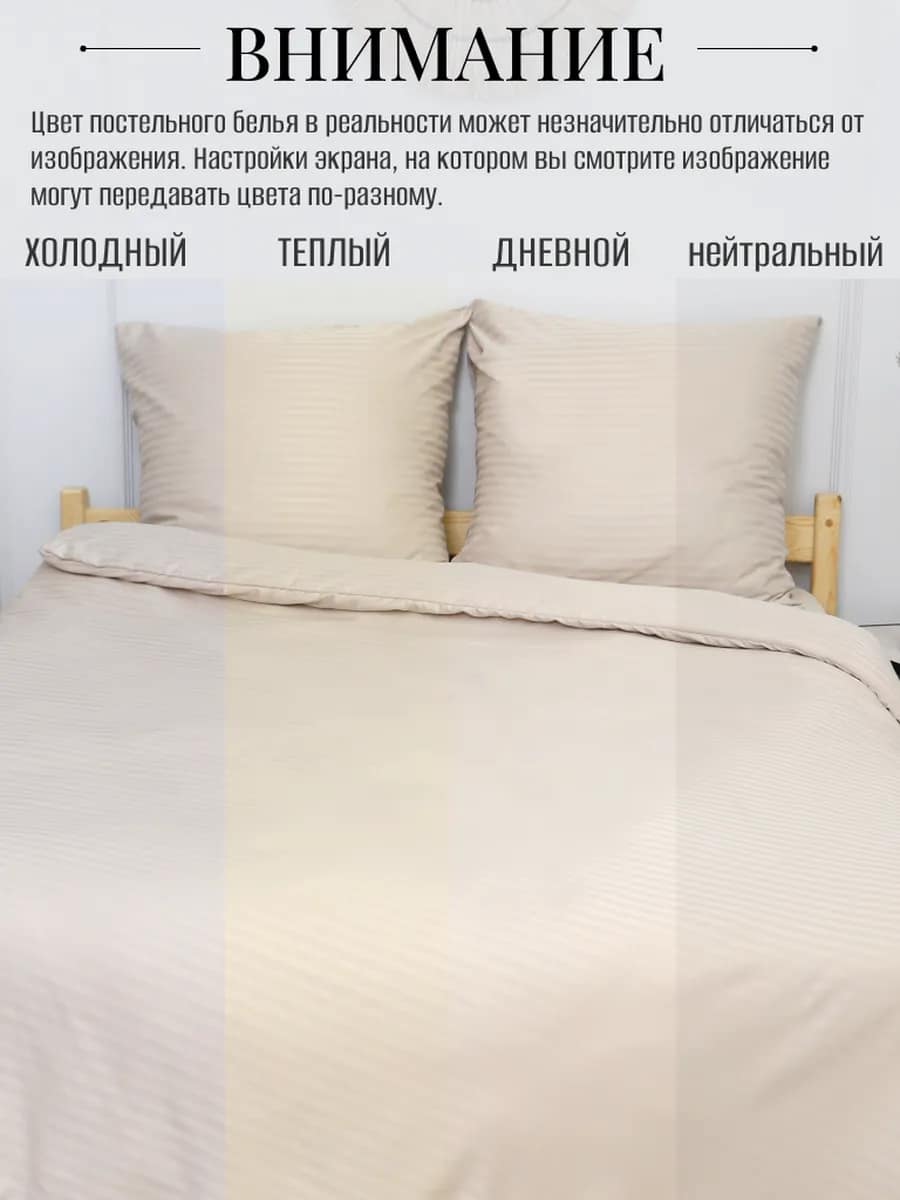 ВНИМАНИЕ
Цвет постельного белья в реальности может незначительно отличаться от
изображения. Настройки экрана, на котором вы смотрите изображение
могут передавать цвета по-разному.
ХОЛОДНЫЙ ТЕПЛЫЙ ДНЕВНОЙ нейтральный